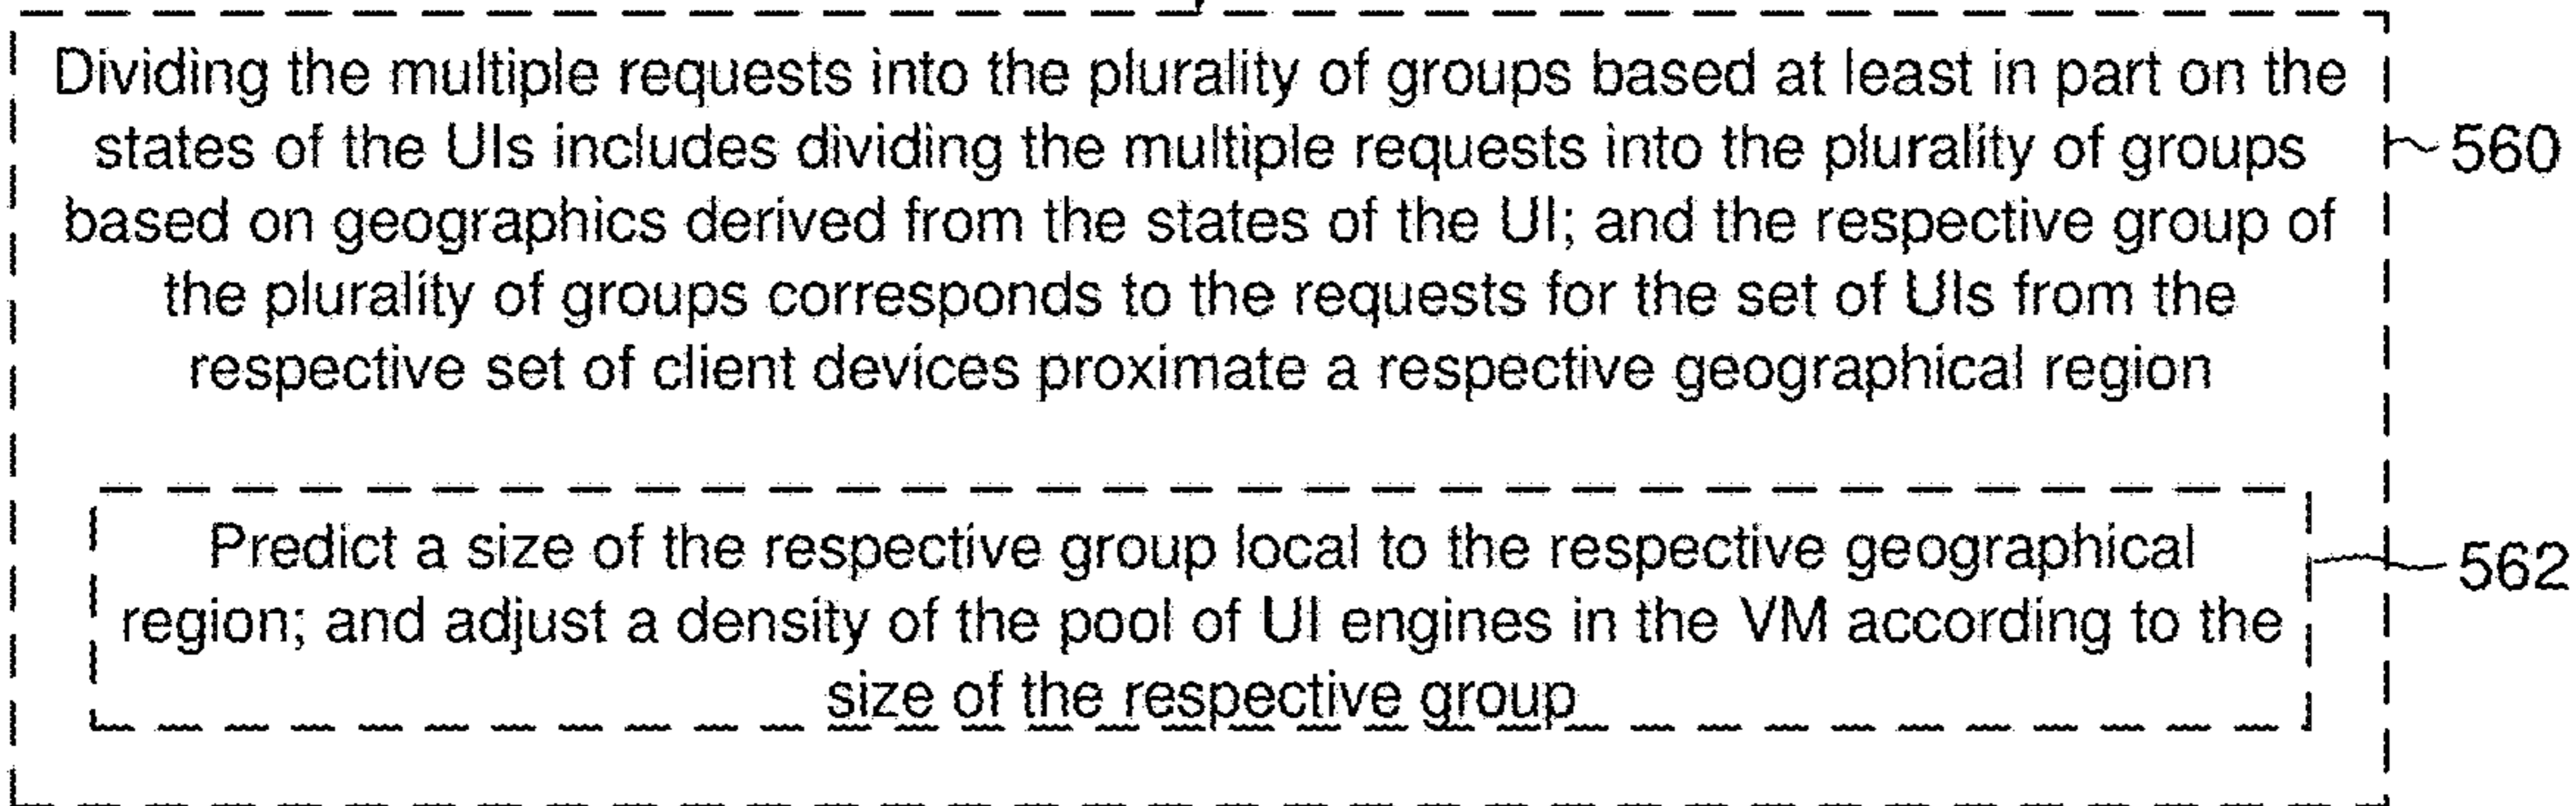 Dividing the multiple requests into the plurality of groups based at least in part on the
states of the UIs includes dividing the multiple requests into the plurality of groups
560
based on geographics derived from the states of the UI; and the respective group of
the plurality of groups corresponds to the requests for the set of UIs from the
respective set of client devices proximate a respective geographical region
Predict a size of the respective group local to the respective geographical
562
region; and adjust a density of the pool of UI engines in the VM according to the
size of the respective group